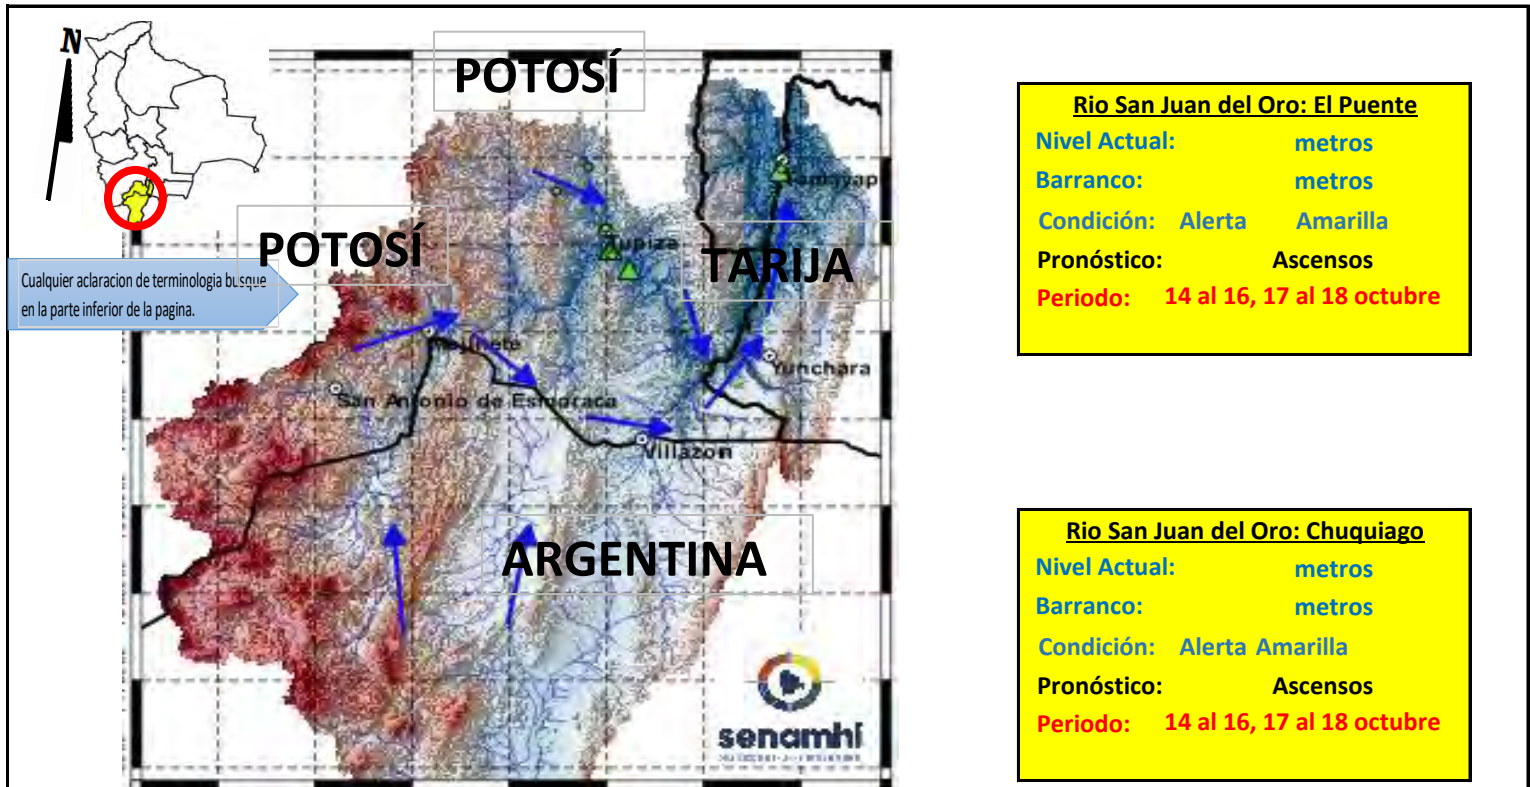 N
POTOSÍ
POTOSÍ
TARIJA
ARGENTINA
Cualquier aclaracion de terminologia busque
en la parte inferior de la pagina.
Tupiza
Yunchara
San Antonio de Esmoraca
Villazon
senamhí
Rio San Juan del Oro: El Puente
Nivel Actual: metros
Barranco: metros
Condición: Alerta Amarilla
Pronóstico: Ascensos
Periodo: 14 al 16, 17 al 18 octubre
Rio San Juan del Oro: Chuquiago
Nivel Actual: metros
Barranco: metros
Condición: Alerta Amarilla
Pronóstico: Ascensos
Periodo: 14 al 16, 17 al 18 octubre